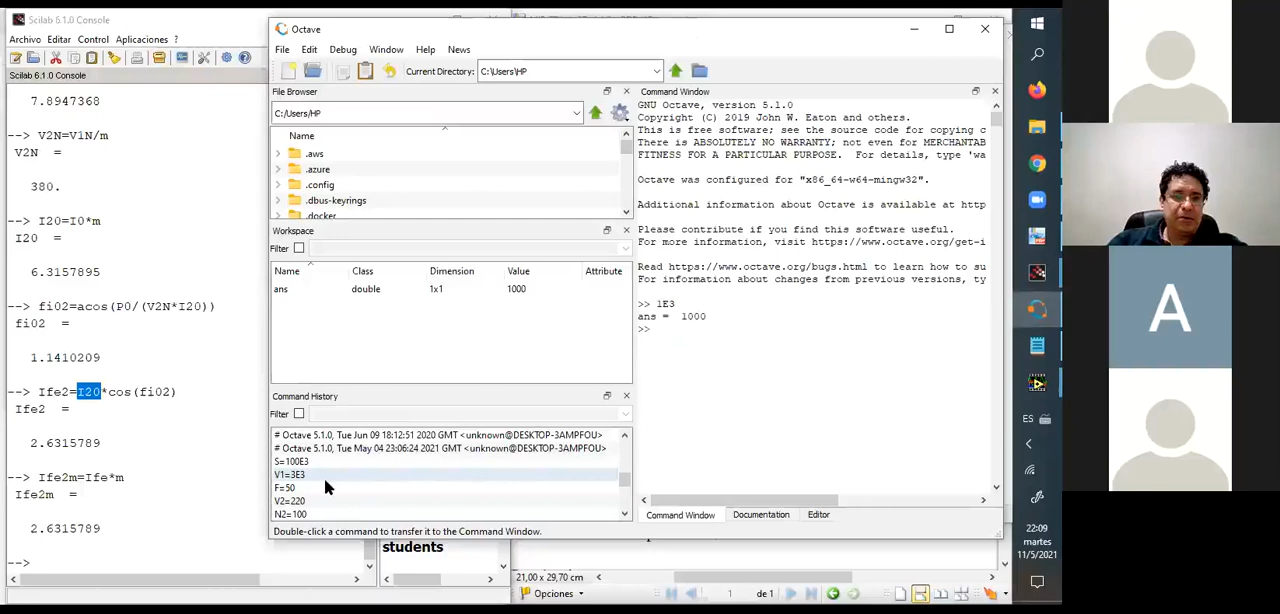 Scilab 6.1.0 Console
Archivo Editar Control Aplicaciones ?
Scilab 6.1.0 Console
7.8947368
--> V2N=V1N/m
V2N =
380.
--> I20=I0*m
I20 =
6.3157895
--> fi02=acos(P0/(V2N*I20))
fi02 =
1.1410209
--> Ife2=I20*cos(fi02)
Ife2 =
2.6315789
--> Ife2m=Ife*m
Ife2m =
2.6315789
-->
Octave
File Edit Debug Window Help News
Current Directory: C:\Users\HP
File Browser
C:/Users/HP
Name
.aws
.azure
.config
.dbus-keyrings
.docker
Workspace
Filter
Name Class Dimension Value Attribute
ans double 1x1 1000
Command History
Filter
# Octave 5.1.0, Tue Jun 09 18:12:51 2020 GMT <unknown@DESKTOP-3AMPFOU>
# Octave 5.1.0, Tue May 04 23:06:24 2021 GMT <unknown@DESKTOP-3AMPFOU>
S=100E3
V1=3E3
F=50
V2=220
N2=100
Double-click a command to transfer it to the Command Window.
Command Window
GNU Octave, version 5.1.0
Copyright (C) 2019 John W. Eaton and others.
This is free software; see the source code for copying c
There is ABSOLUTELY NO WARRANTY; not even for MERCHANTAB
FITNESS FOR A PARTICULAR PURPOSE. For details, type 'wa
Octave was configured for "x86_64-w64-mingw32".
Additional information about Octave is available at http
Please contribute if you find this software useful.
For more information, visit https://www.octave.org/get-i
Read https://www.octave.org/bugs.html to learn how to su
For information about changes from previous versions, ty
>> 1E3
ans = 1000
>>
Command Window Documentation Editor
students
21,00 x 29,70 cm
Opciones
1 de 1
ES
22:09
martes
11/5/2021
A